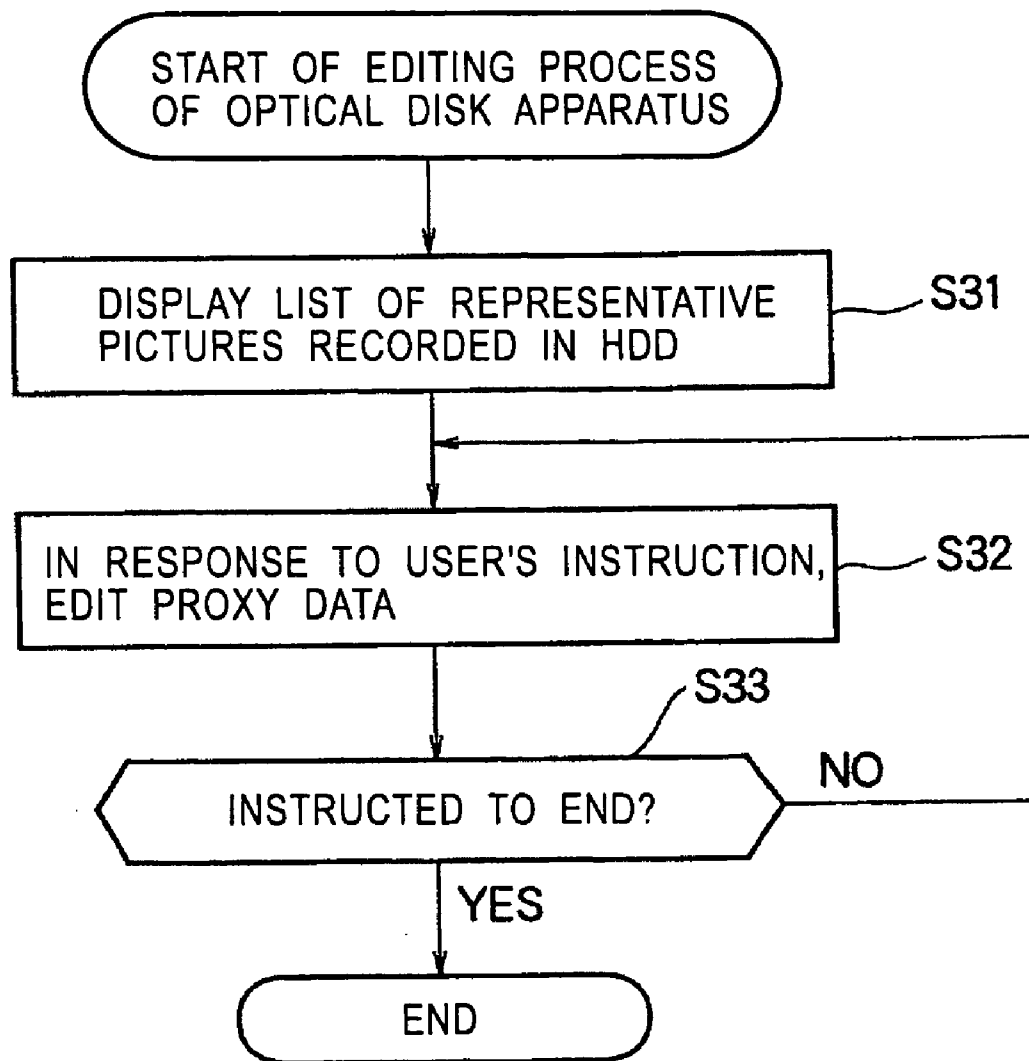 START OF EDITING PROCESS
OF OPTICAL DISK APPARATUS
DISPLAY LIST OF REPRESENTATIVE
PICTURES RECORDED IN HDD
S31
IN RESPONSE TO USER'S INSTRUCTION,
EDIT PROXY DATA
S32
S33
INSTRUCTED TO END?
NO
YES
END